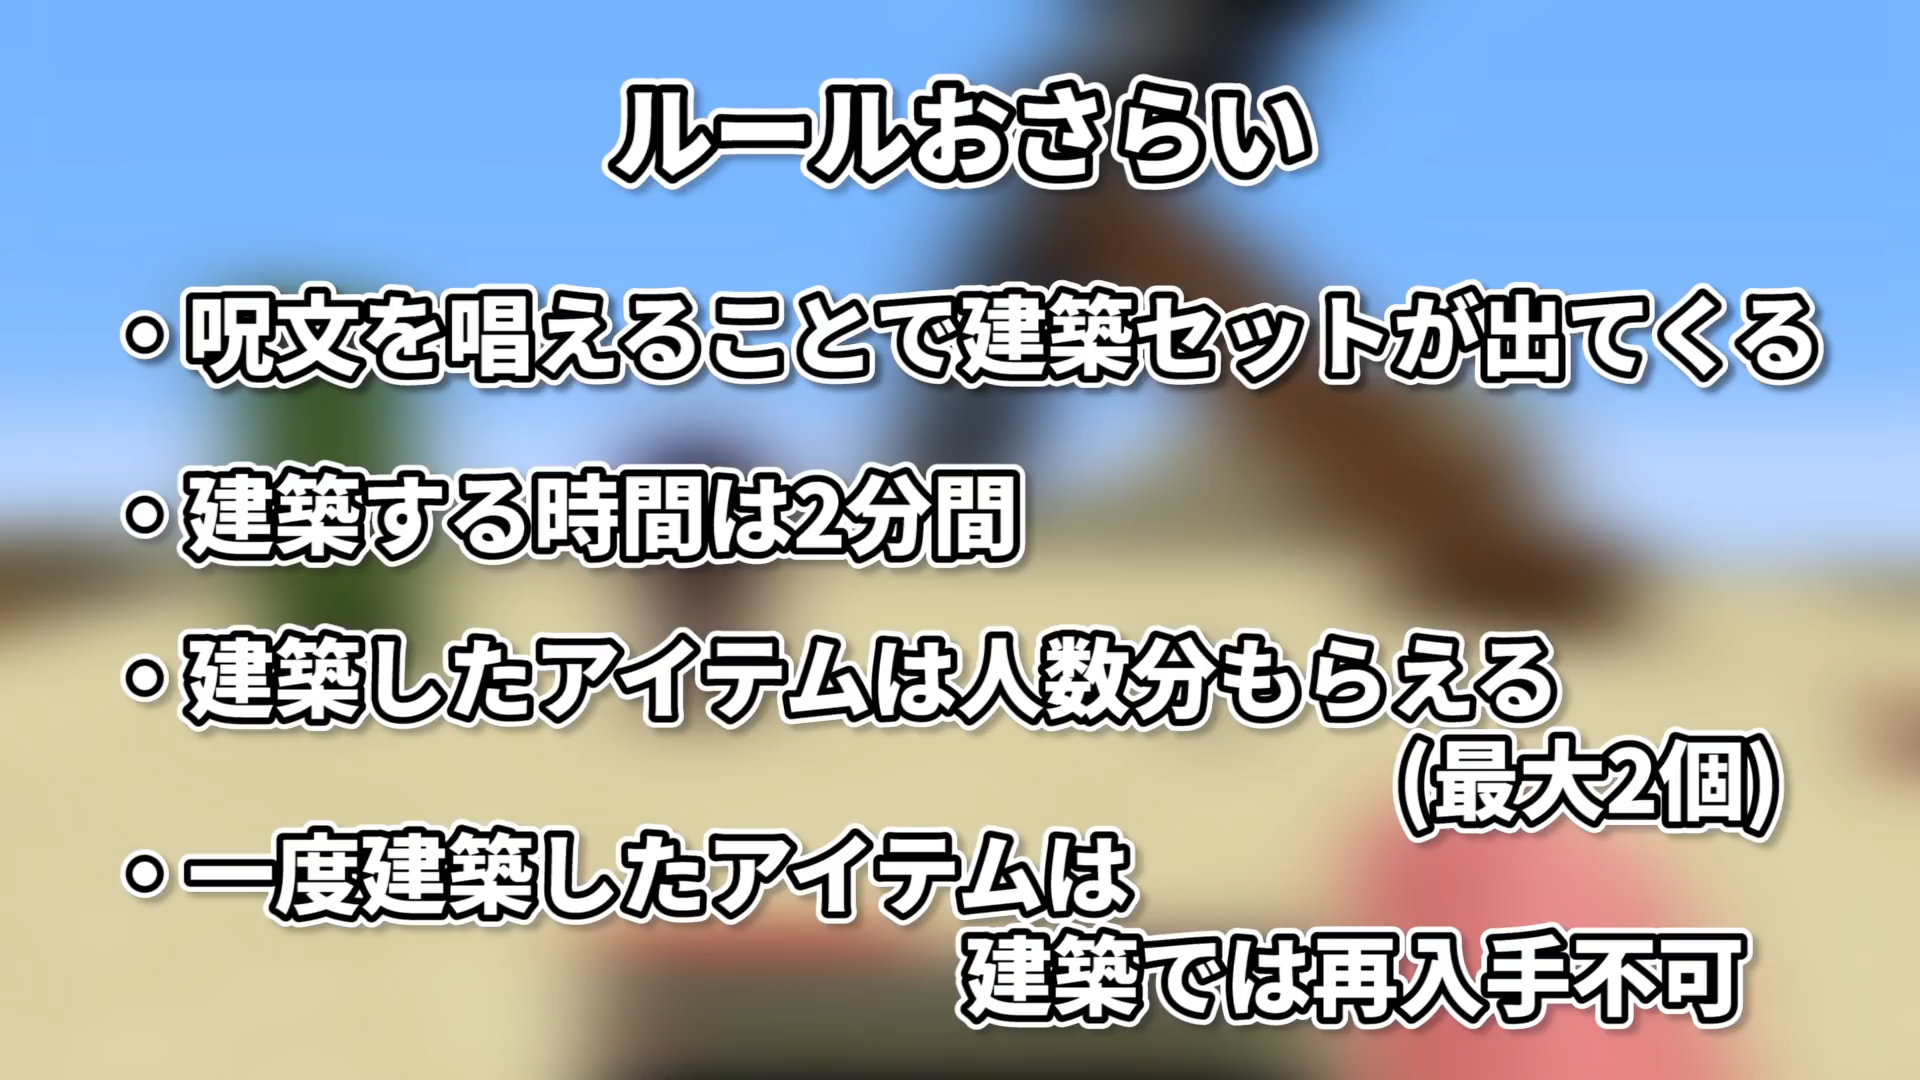 ルールおさらい
・呪文を唱えることで建築セットが出てくる
・建築する時間は2分間
・建築したアイテムは人数分もらえる
(最大2個)
・一度建築したアイテムは
建築では再入手不可